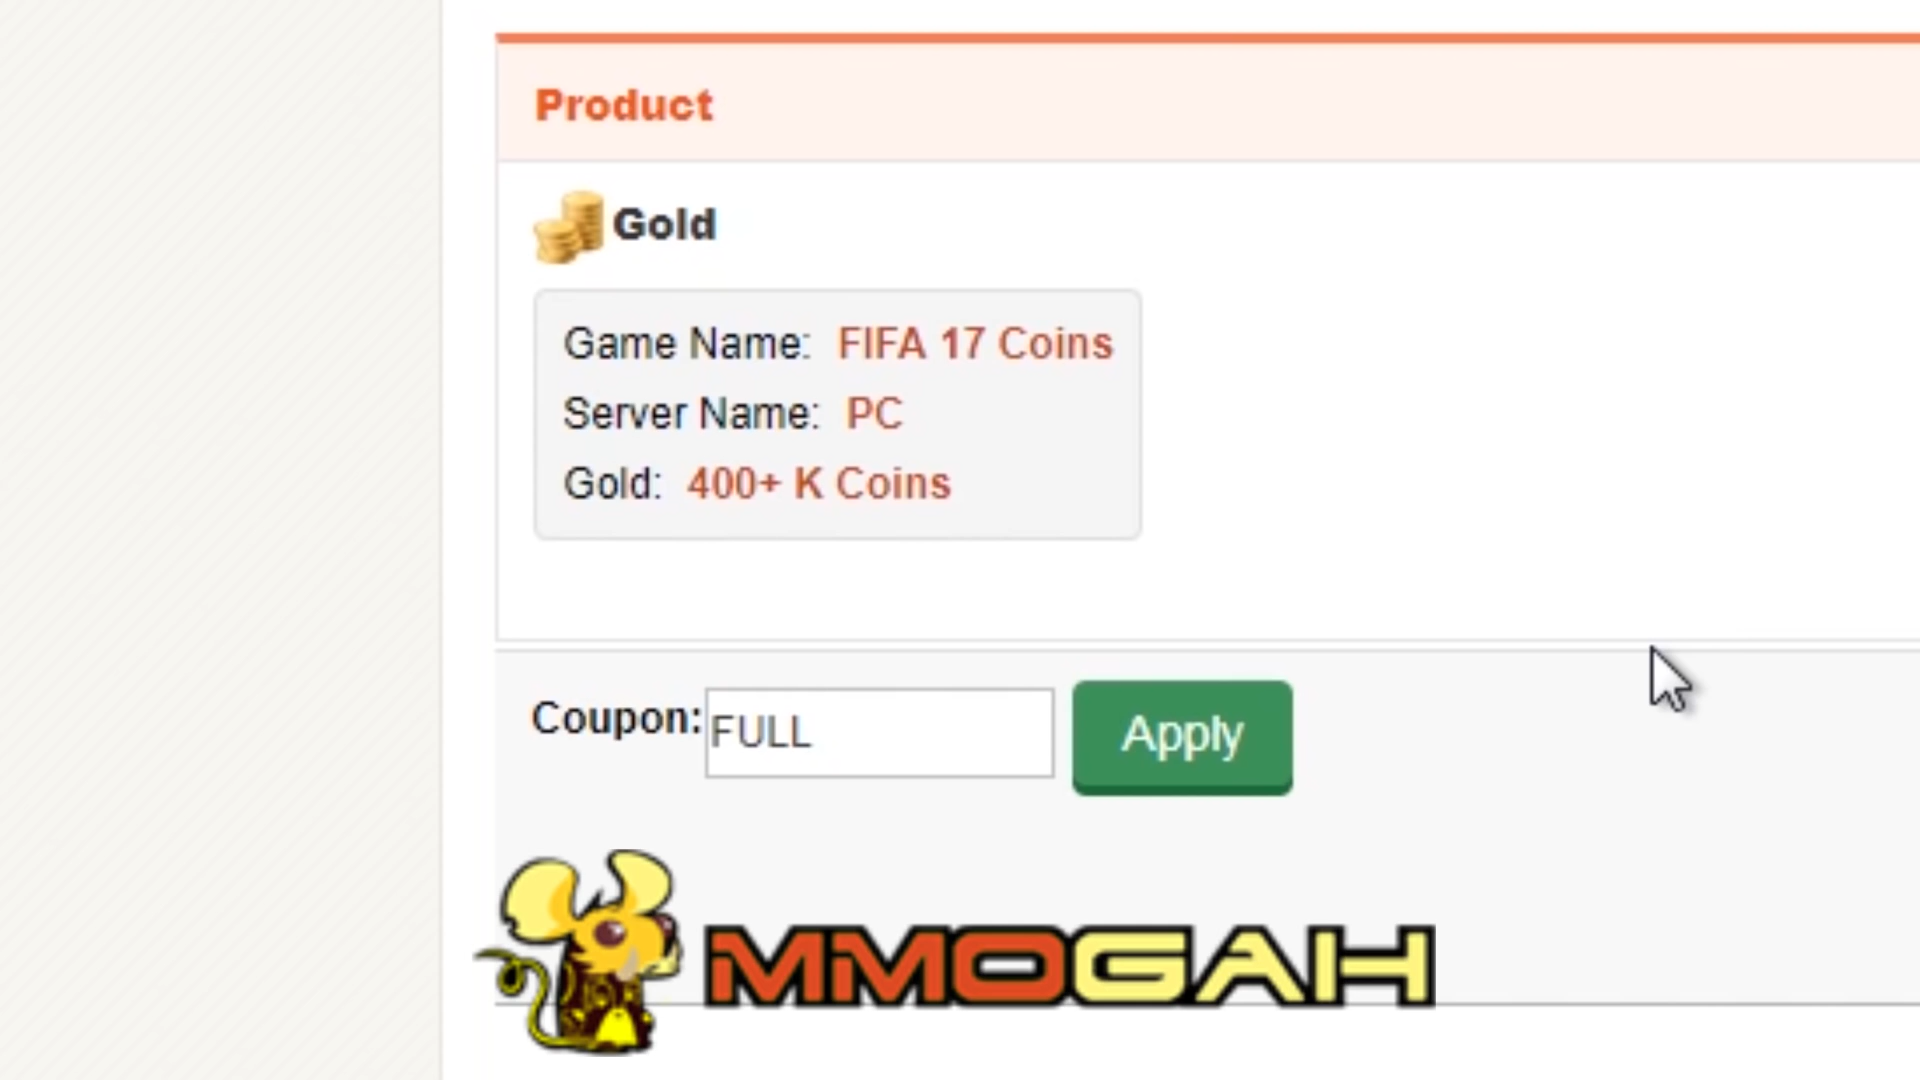 Product
Gold
Game Name: FIFA 17 Coins
Server Name: PC
Gold: 400+ K Coins
Coupon: FULL Apply
MMOGAH